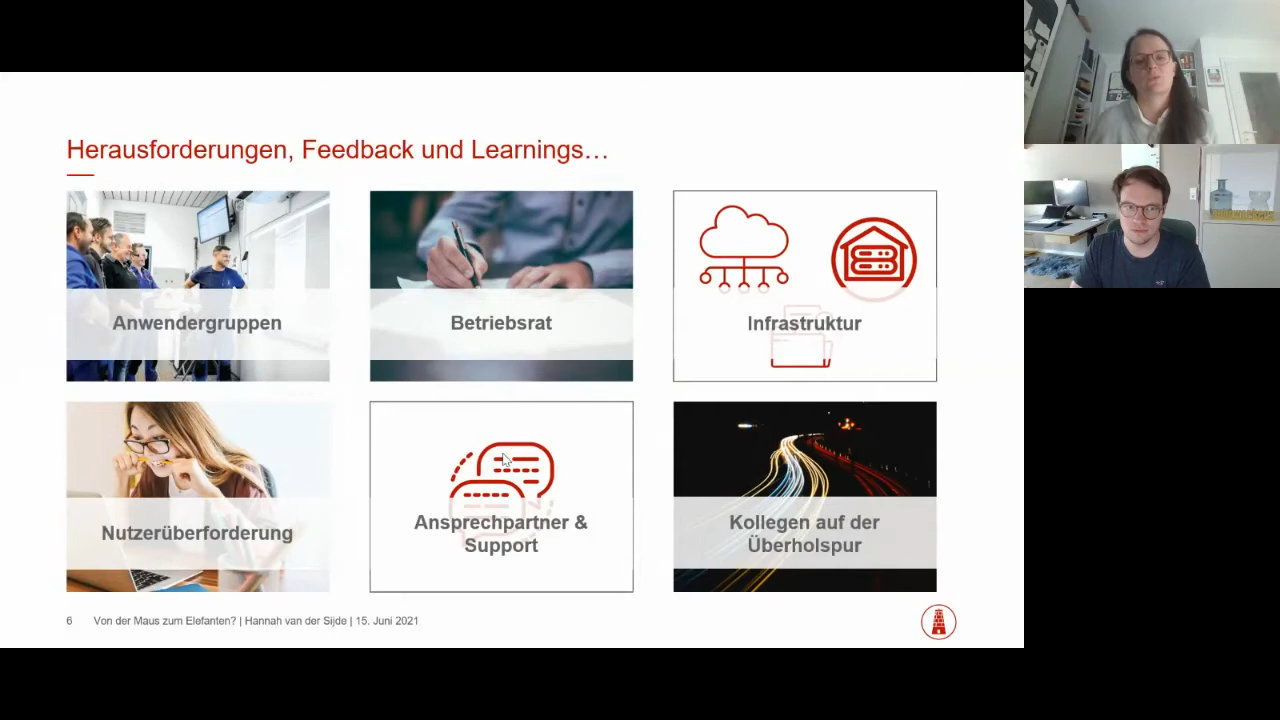 Herausforderungen, Feedback und Learnings…
Anwendergruppen
Betriebsrat
Infrastruktur
Nutzerüberforderung
Ansprechpartner &
Support
Kollegen auf der
Überholspur
6 Von der Maus zum Elefanten? | Hannah van der Sijde | 15. Juni 2021